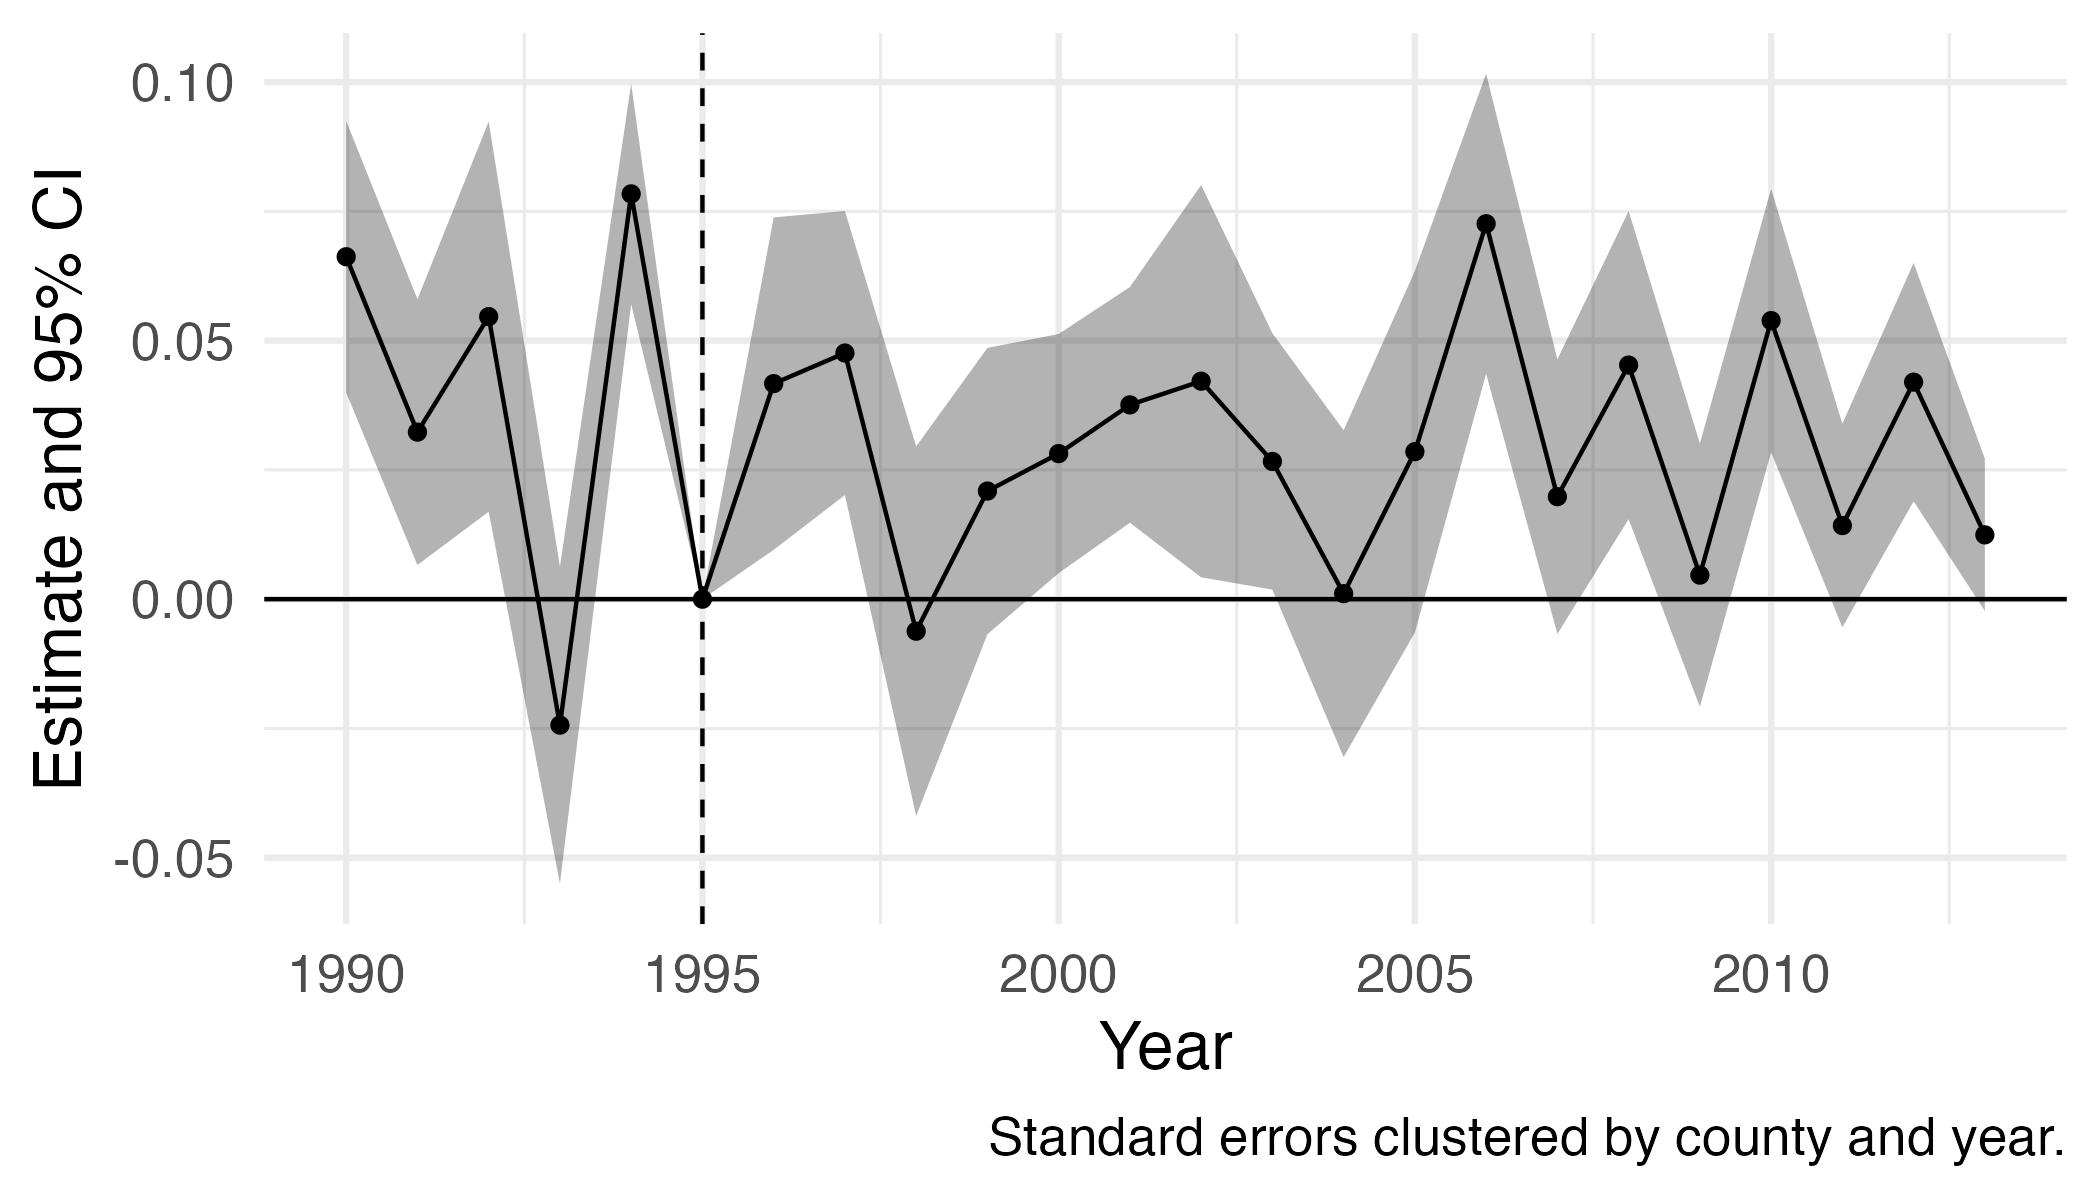 Estimate and 95% CI
0.10
0.05
0.00
-0.05
1990 1995 2000 2005 2010
Year
Standard errors clustered by county and year.